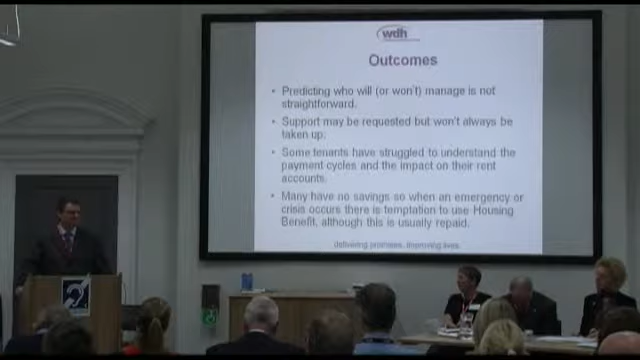 wdh
Outcomes
• Predicting who will (or won't) manage is not
straightforward.
• Support may be requested but won't always be
taken up.
• Some tenants have struggled to understand the
payment cycles and the impact on their rent
accounts.
• Many have no savings so when an emergency or
crisis occurs there is temptation to use Housing
Benefit, although this is usually repaid.
delivering promises, improving lives